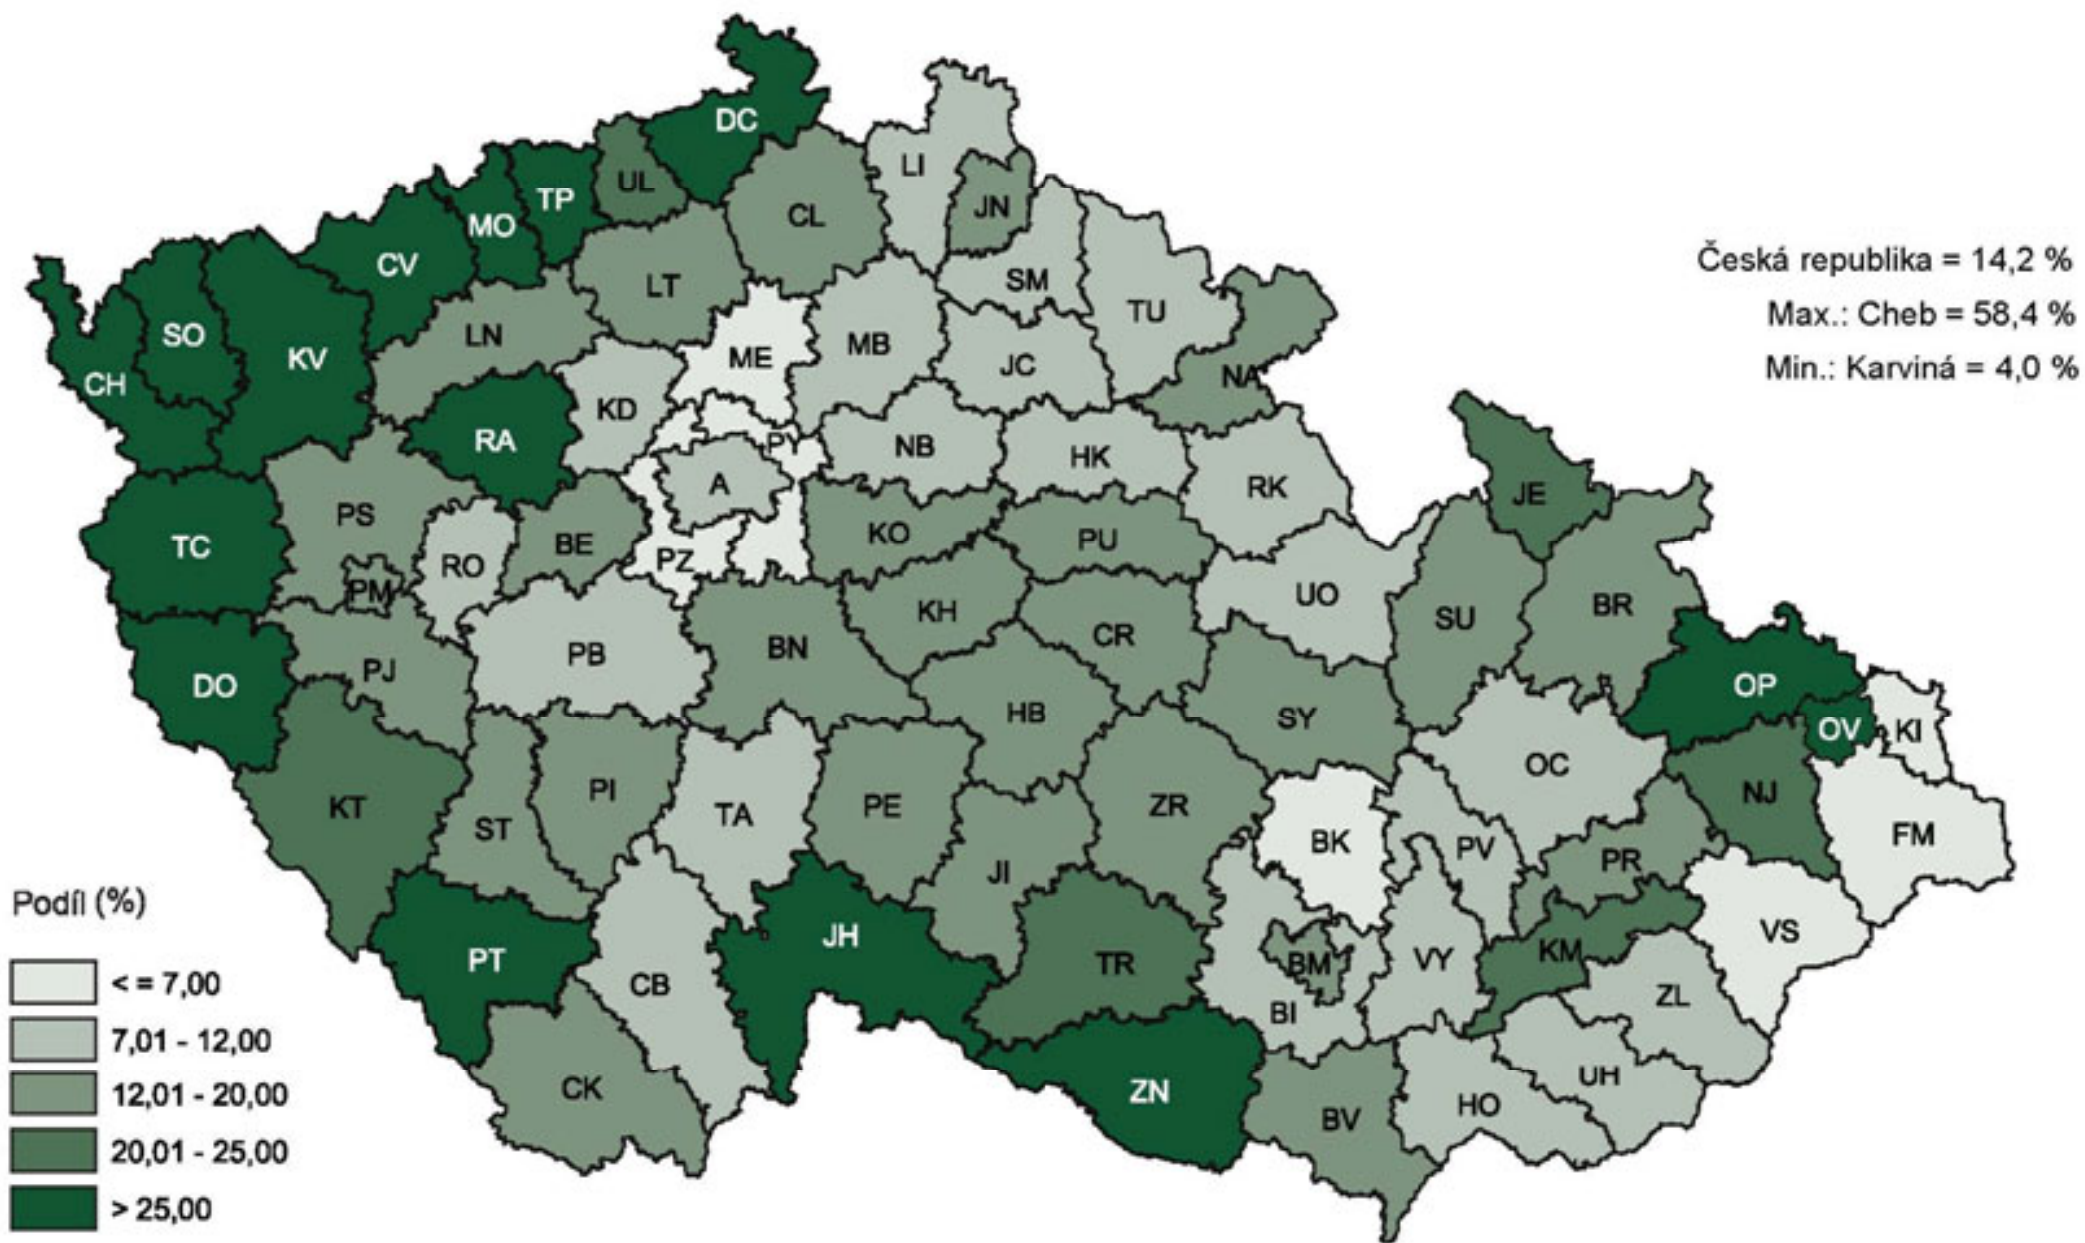 DC
LI
UL
TP
JN
CL
MO
CV
Česká republika = 14,2 %
SM
LT
TU
Max.: Cheb = 58,4 %
SO
LN
MB
KV
ME
JC
Min.: Karviná = 4,0 %
NA
CH
KD
RA
PY
NB
HK
A
RK
JE
PS
KO
PU
TC
BE
PZ
RO
PM
UO
BR
KH
SU
CR
PB
BN
PJ
DO
OP
HB
SY
OV
KI
OC
PI
NJ
KT
PE
ZR
TA
ST
BK
FM
PV
PR
JI
Podíl (%)
JH
VS
KM
PT
TR
BM
VY
< = 7,00
CB
ZL
BI
7,01 - 12,00
UH
CK
ZN
12,01 - 20,00
HO
BV
20,01 - 25,00
> 25,00